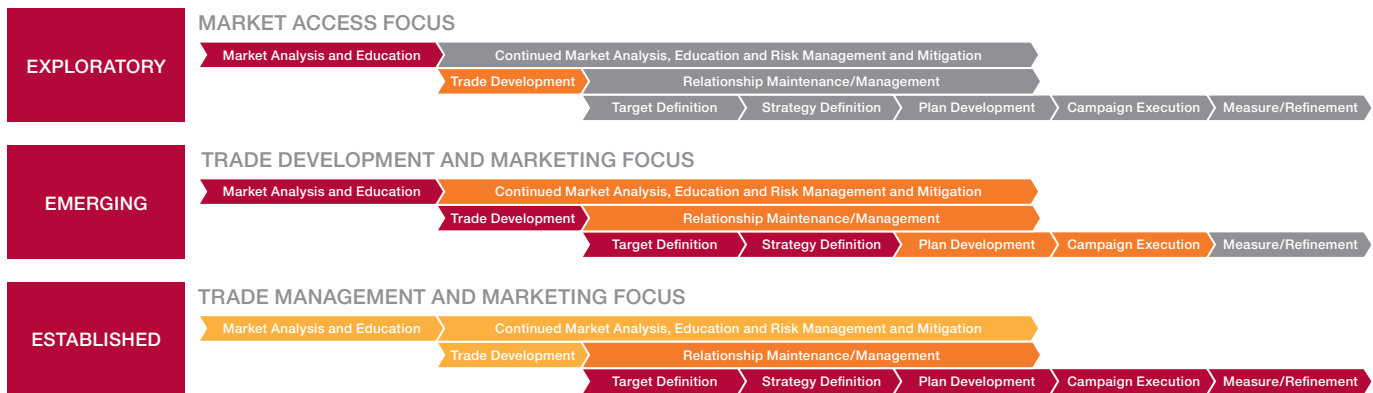 EXPLORATORY
MARKET ACCESS FOCUS
Market Analysis and Education
Continued Market Analysis, Education and Risk Management and Mitigation
Trade Development
Relationship Maintenance/Management
Target Definition
Strategy Definition
Plan Development
Campaign Execution
Measure/Refinement
EMERGING
TRADE DEVELOPMENT AND MARKETING FOCUS
Market Analysis and Education
Continued Market Analysis, Education and Risk Management and Mitigation
Trade Development
Relationship Maintenance/Management
Target Definition
Strategy Definition
Plan Development
Campaign Execution
Measure/Refinement
ESTABLISHED
TRADE MANAGEMENT AND MARKETING FOCUS
Market Analysis and Education
Continued Market Analysis, Education and Risk Management and Mitigation
Trade Development
Relationship Maintenance/Management
Target Definition
Strategy Definition
Plan Development
Campaign Execution
Measure/Refinement